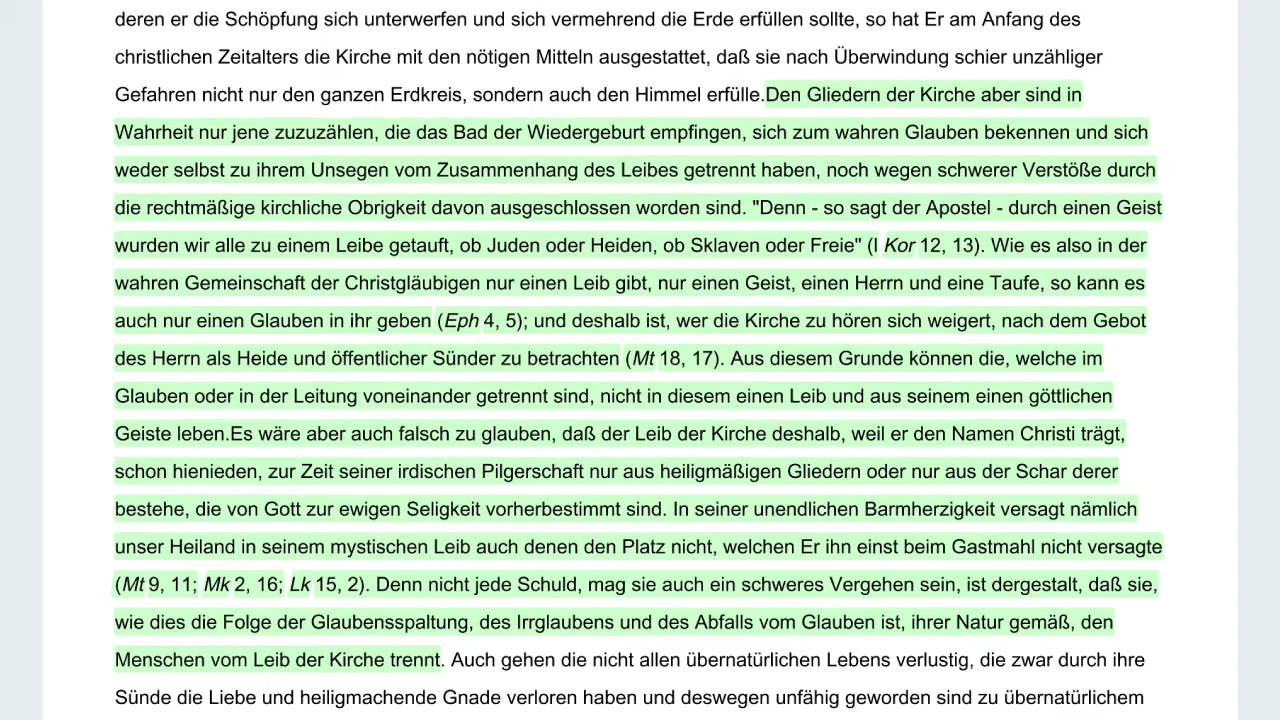 deren er die Schöpfung sich unterwerfen und sich vermehrend die Erde erfüllen sollte, so hat Er am Anfang des
christlichen Zeitalters die Kirche mit den nötigen Mitteln ausgestattet, daß sie nach Überwindung schier unzähliger
Gefahren nicht nur den ganzen Erdkreis, sondern auch den Himmel erfülle.Den Gliedern der Kirche aber sind in
Wahrheit nur jene zuzuzählen, die das Bad der Wiedergeburt empfingen, sich zum wahren Glauben bekennen und sich
weder selbst zu ihrem Unsegen vom Zusammenhang des Leibes getrennt haben, noch wegen schwerer Verstöße durch
die rechtmäßige kirchliche Obrigkeit davon ausgeschlossen worden sind. "Denn - so sagt der Apostel - durch einen Geist
wurden wir alle zu einem Leibe getauft, ob Juden oder Heiden, ob Sklaven oder Freie" (I Kor 12, 13). Wie es also in der
wahren Gemeinschaft der Christgläubigen nur einen Leib gibt, nur einen Geist, einen Herrn und eine Taufe, so kann es
auch nur einen Glauben in ihr geben (Eph 4, 5); und deshalb ist, wer die Kirche zu hören sich weigert, nach dem Gebot
des Herrn als Heide und öffentlicher Sünder zu betrachten (Mt 18, 17). Aus diesem Grunde können die, welche im
Glauben oder in der Leitung voneinander getrennt sind, nicht in diesem einen Leib und aus seinem einen göttlichen
Geiste leben.Es wäre aber auch falsch zu glauben, daß der Leib der Kirche deshalb, weil er den Namen Christi trägt,
schon hienieden, zur Zeit seiner irdischen Pilgerschaft nur aus heiligmäßigen Gliedern oder nur aus der Schar derer
bestehe, die von Gott zur ewigen Seligkeit vorherbestimmt sind. In seiner unendlichen Barmherzigkeit versagt nämlich
unser Heiland in seinem mystischen Leib auch denen den Platz nicht, welchen Er ihn einst beim Gastmahl nicht versagte
(Mt 9, 11; Mk 2, 16; Lk 15, 2). Denn nicht jede Schuld, mag sie auch ein schweres Vergehen sein, ist dergestalt, daß sie,
wie dies die Folge der Glaubensspaltung, des Irrglaubens und des Abfalls vom Glauben ist, ihrer Natur gemäß, den
Menschen vom Leib der Kirche trennt. Auch gehen die nicht allen übernatürlichen Lebens verlustig, die zwar durch ihre
Sünde die Liebe und heiligmachende Gnade verloren haben und deswegen unfähig geworden sind zu übernatürlichem